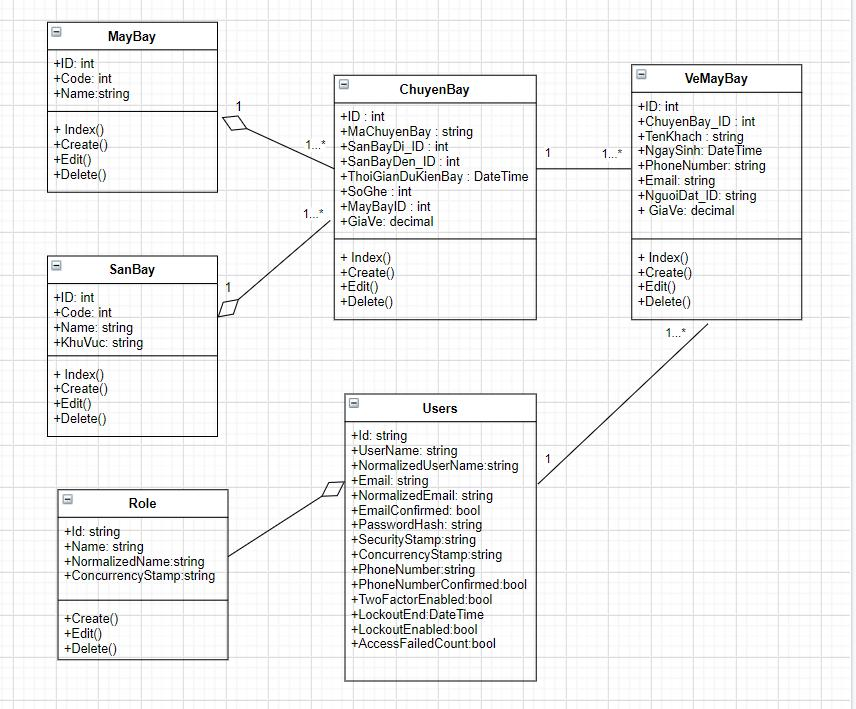 MayBay
+ID: int
+Code: int
+Name:string
+ Index()
+Create()
+Edit()
+Delete()
1
1...*
ChuyenBay
+ID : int
+MaChuyenBay : string
+SanBayDi_ID : int
+SanBayDen_ID : int
+ThoiGianDuKienBay : DateTime
+SoGhe : int
+MayBayID : int
+GiaVe: decimal
+ Index()
+Create()
+Edit()
+Delete()
1
1...*
VeMayBay
+ID: int
+ChuyenBay_ID : int
+TenKhach : string
+NgaySinh: DateTime
+PhoneNumber: string
+Email: string
+NguoiDat_ID: string
+ GiaVe: decimal
+ Index()
+Create()
+Edit()
+Delete()
SanBay
+ID: int
+Code: int
+Name: string
+KhuVuc: string
+ Index()
+Create()
+Edit()
+Delete()
1
1...*
Users
+Id: string
+UserName: string
+NormalizedUserName:string
+Email: string
+NormalizedEmail: string
+EmailConfirmed: bool
+PasswordHash: string
+SecurityStamp:string
+ConcurrencyStamp:string
+PhoneNumber:string
+PhoneNumberConfirmed:bool
+TwoFactorEnabled:bool
+LockoutEnd:DateTime
+LockoutEnabled:bool
+AccessFailedCount:bool
1
1...*
Role
+Id: string
+Name: string
+NormalizedName:string
+ConcurrencyStamp:string
+Create()
+Edit()
+Delete()